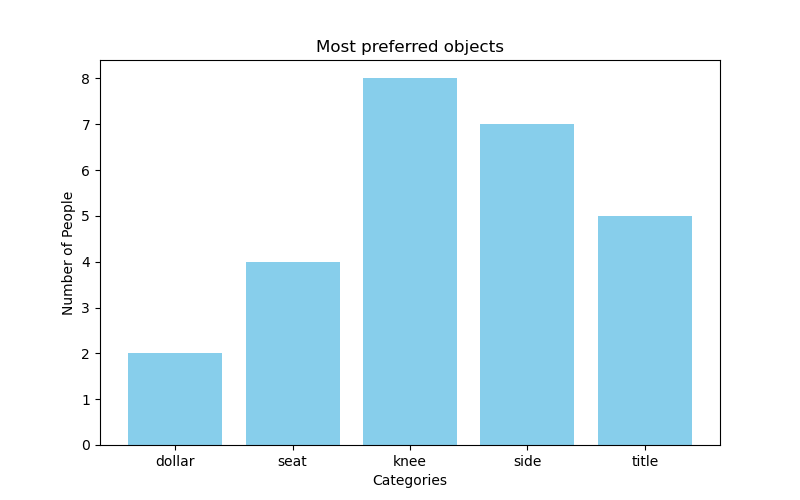 Most preferred objects
Number of People
8
7
6
5
4
3
2
1
0
dollar seat knee side title
Categories